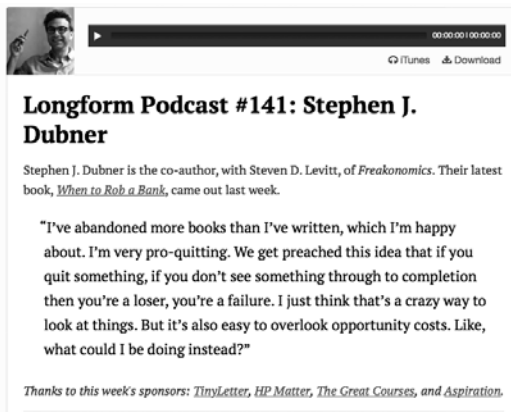 00:00:00 | 00:00:00
iTunes Download
Longform Podcast #141: Stephen J.
Dubner
Stephen J. Dubner is the co-author, with Steven D. Levitt, of Freakonomics. Their latest
book, When to Rob a Bank, came out last week.
“I’ve abandoned more books than I’ve written, which I’m happy
about. I’m very pro-quitting. We get preached this idea that if you
quit something, if you don’t see something through to completion
then you’re a loser, you’re a failure. I just think that’s a crazy way to
look at things. But it’s also easy to overlook opportunity costs. Like,
what could I be doing instead?”
Thanks to this week's sponsors: TinyLetter, HP Matter, The Great Courses, and Aspiration.